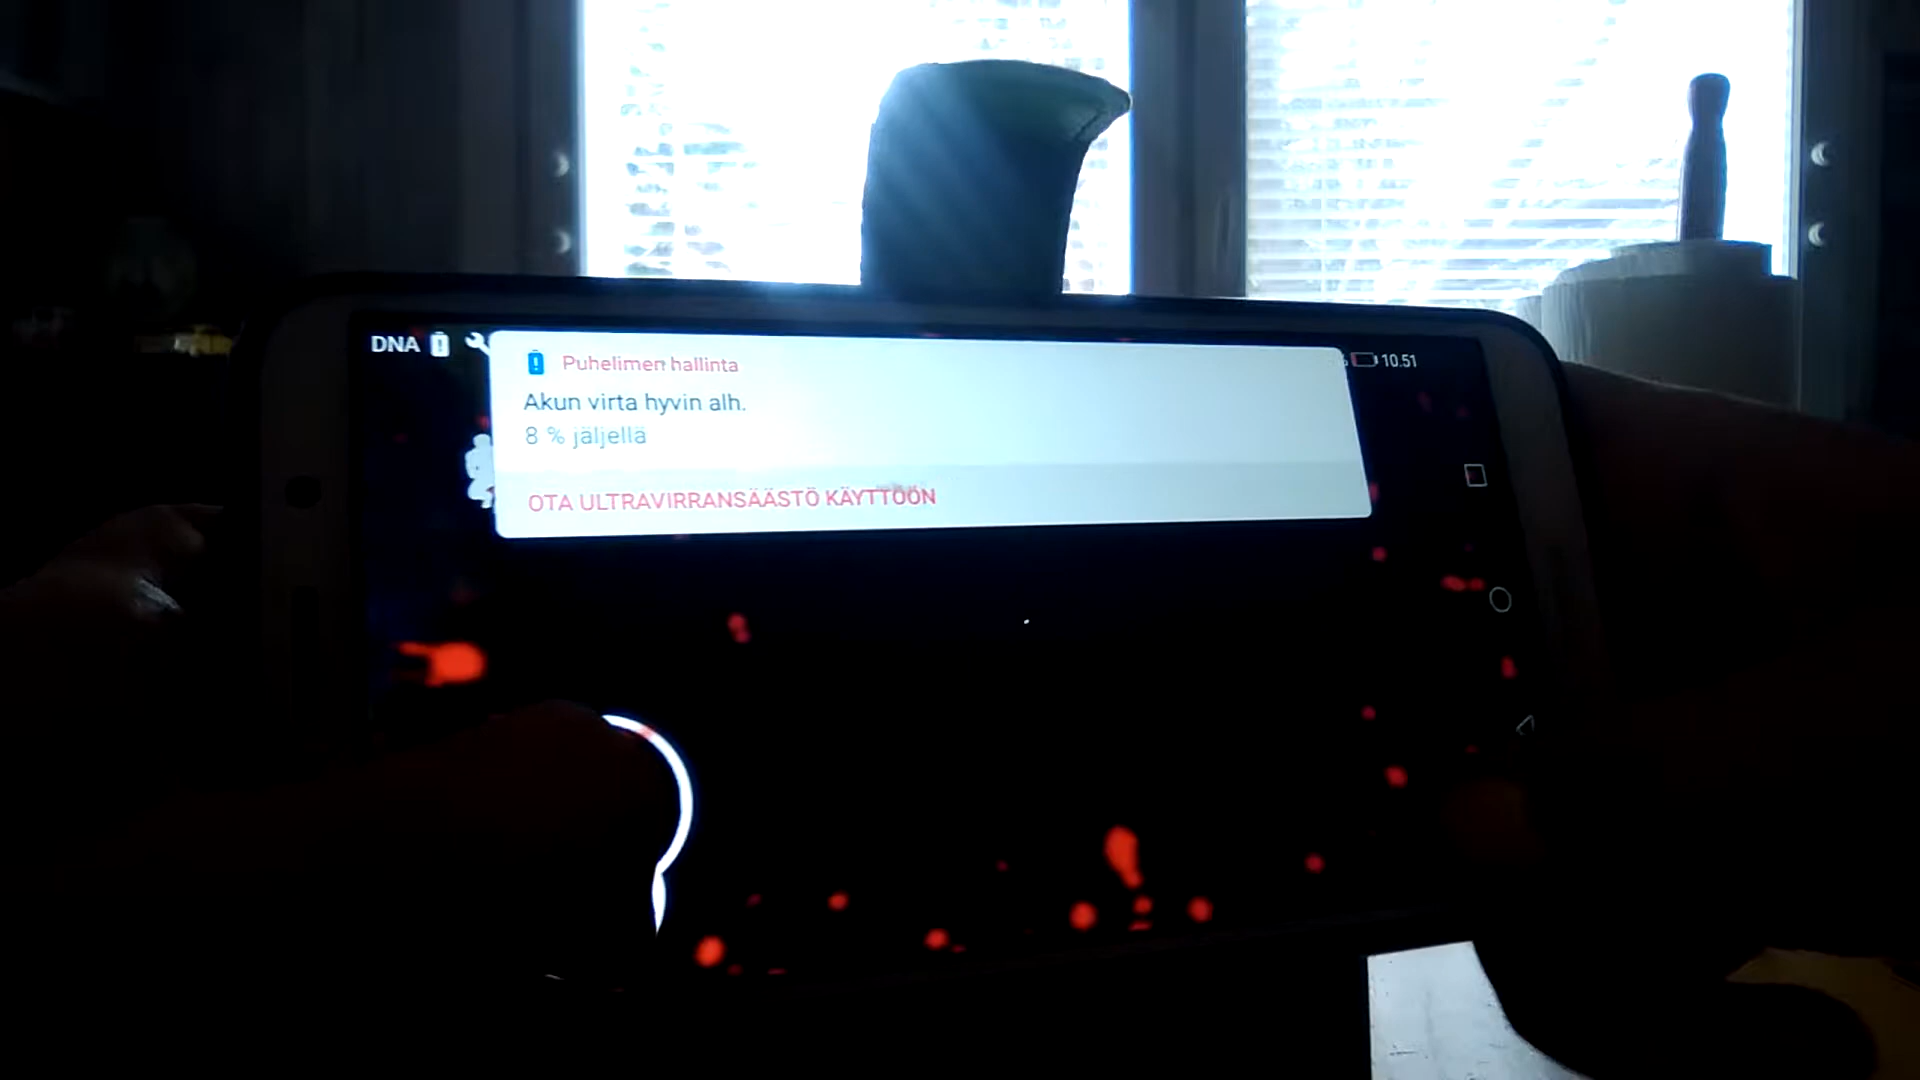 DNA
10.51
Puhelimen hallinta
Akun virta hyvin alh.
8 % jäljellä
OTA ULTRAVIRRANSÄÄSTÖ KÄYTTÖÖN